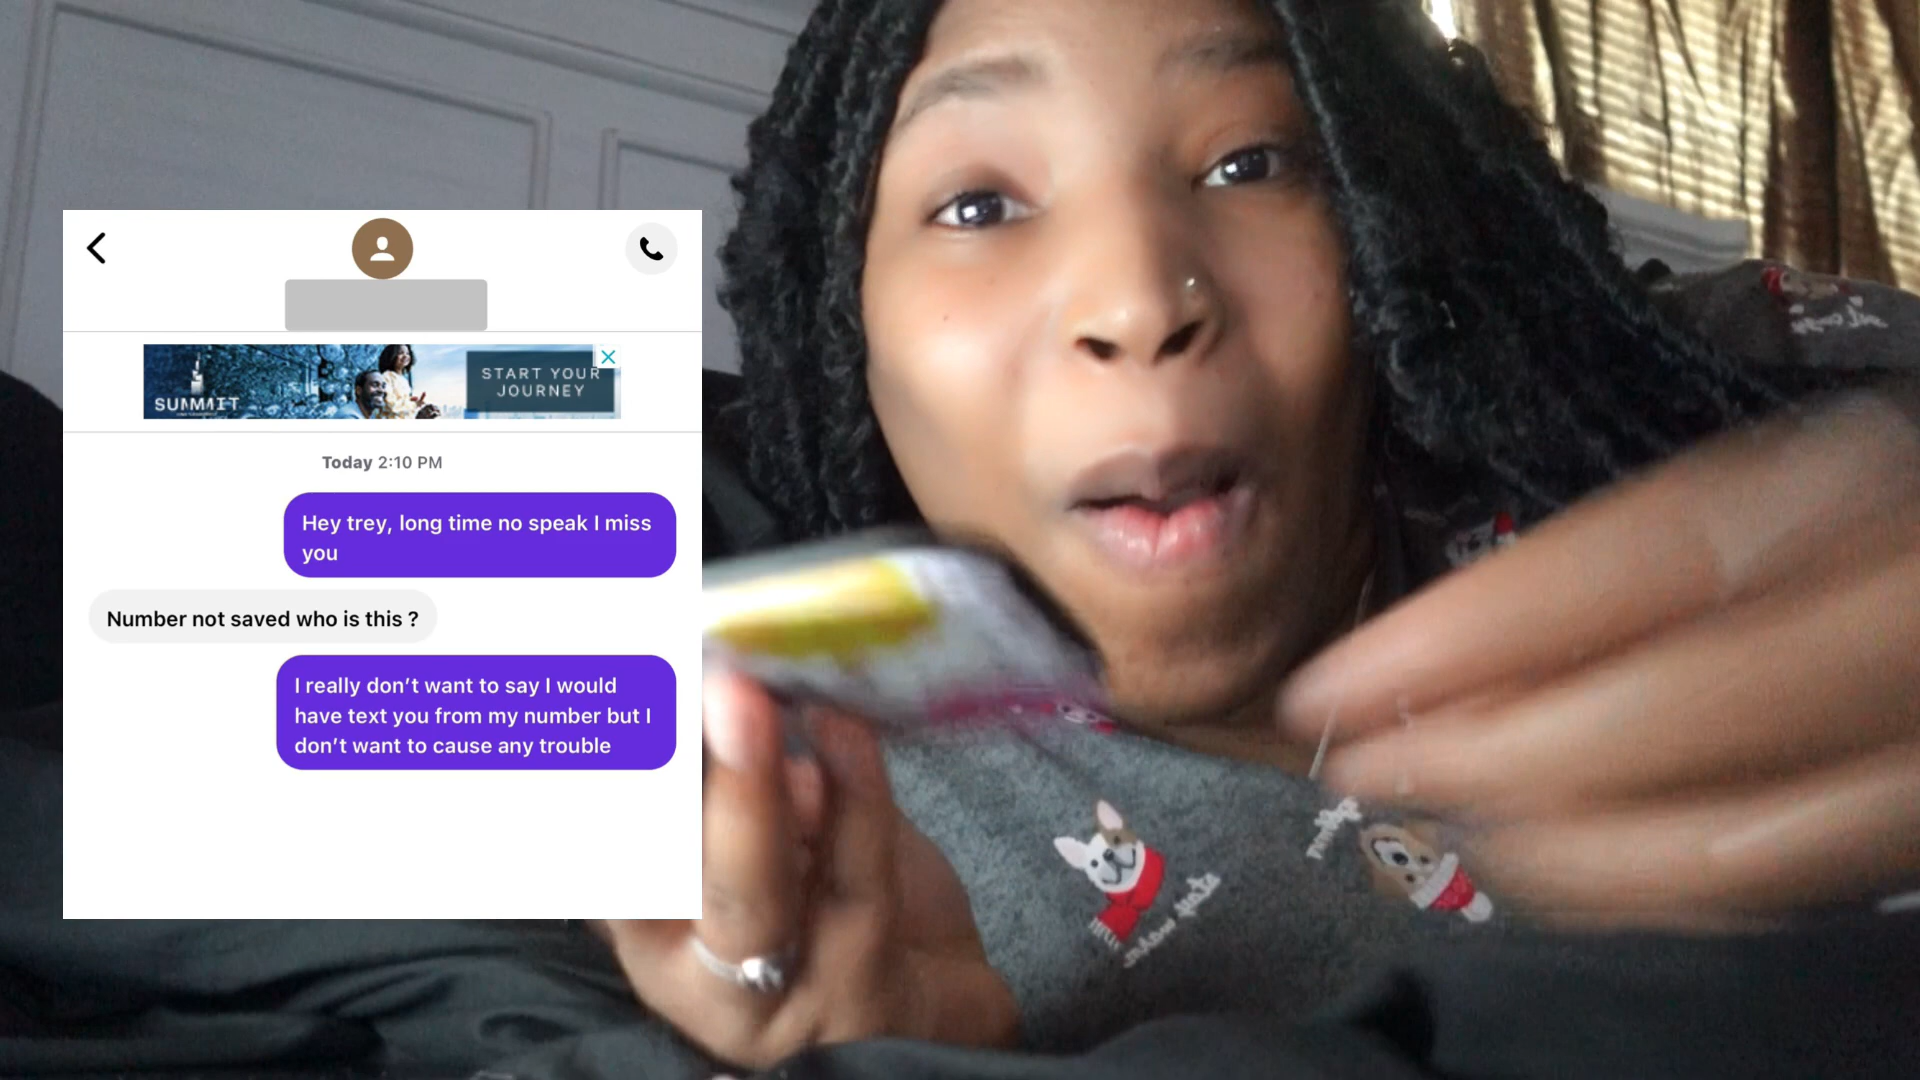 SUMMIT
START YOUR
JOURNEY
Today 2:10 PM
Hey trey, long time no speak I miss
you
Number not saved who is this ?
I really don’t want to say I would
have text you from my number but I
don’t want to cause any trouble